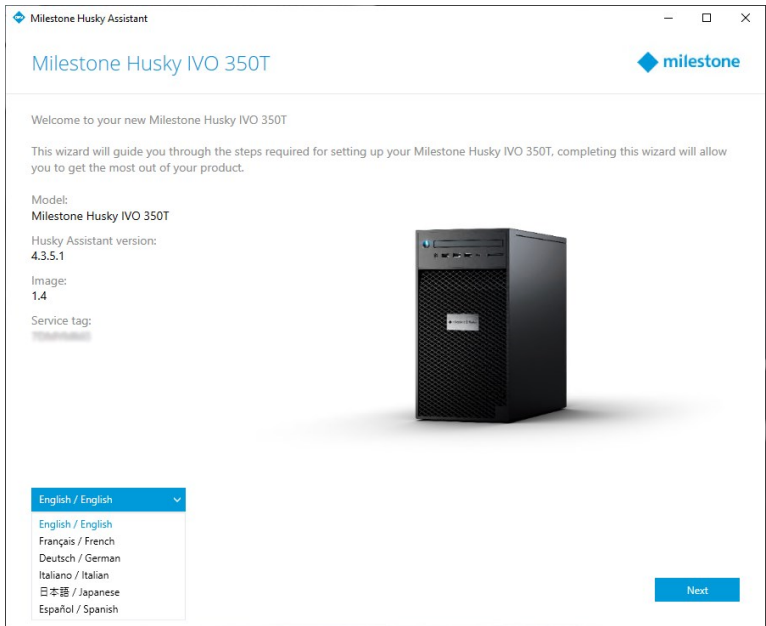 Milestone Husky Assistant
Milestone Husky IVO 350T
milestone
Welcome to your new Milestone Husky IVO 350T
This wizard will guide you through the steps required for setting up your Milestone Husky IVO 350T, completing this wizard will allow
you to get the most out of your product.
Model:
Milestone Husky IVO 350T
Husky Assistant version:
4.3.5.1
Image:
1.4
Service tag:
English / English
English / English
Français / French
Deutsch / German
Italiano / Italian
日本語 / Japanese
Español / Spanish
Next